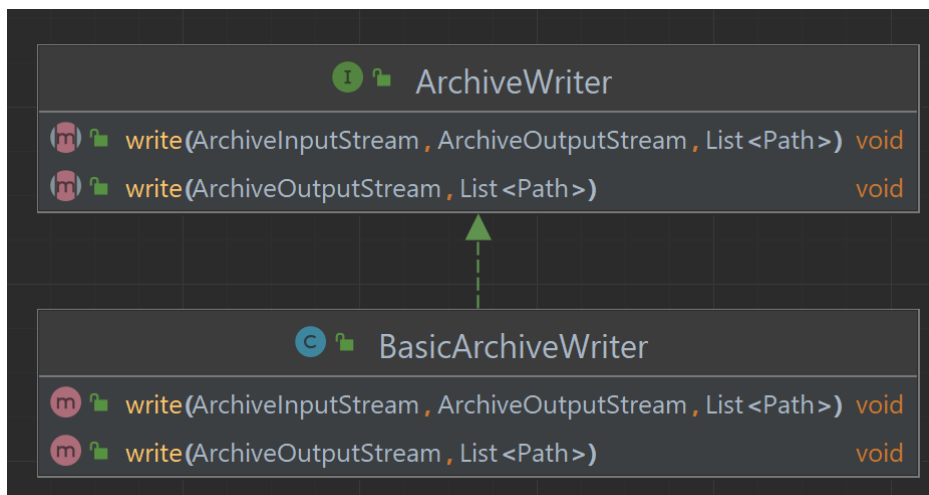 ArchiveWriter
write(ArchiveInputStream, ArchiveOutputStream, List<Path>) void
write(ArchiveOutputStream, List<Path>) void
BasicArchiveWriter
write(ArchiveInputStream, ArchiveOutputStream, List<Path>) void
write(ArchiveOutputStream, List<Path>) void